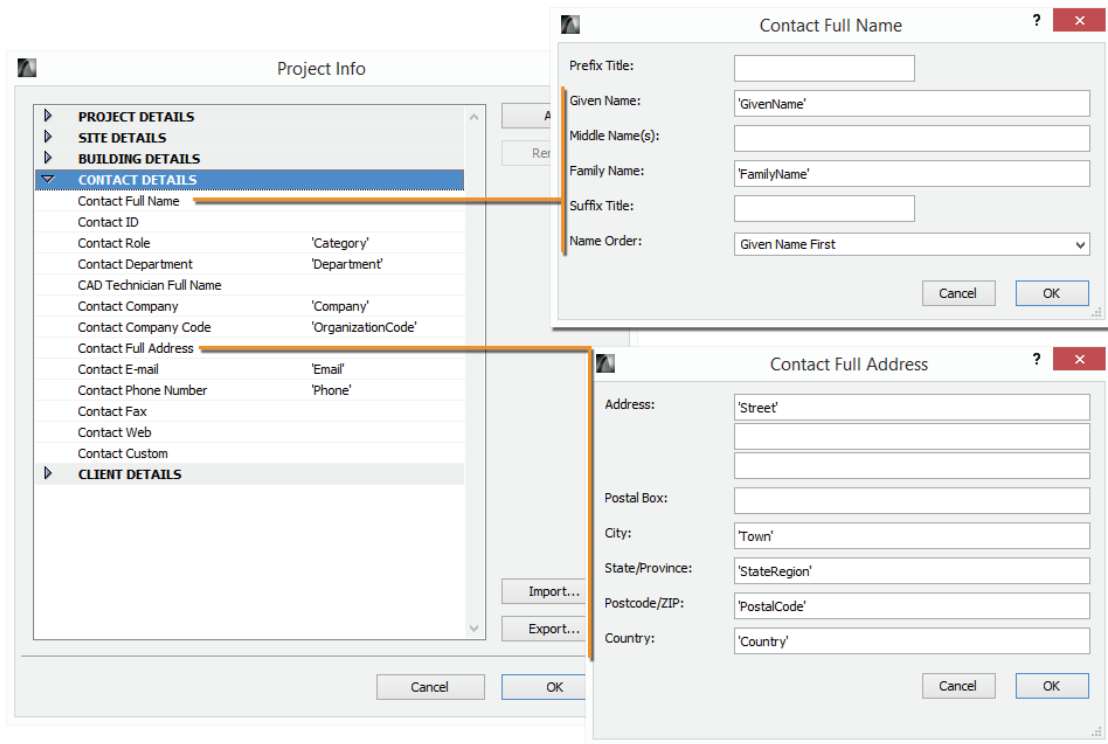 Project Info
PROJECT DETAILS
SITE DETAILS
BUILDING DETAILS
CONTACT DETAILS
Contact Full Name
Contact ID
Contact Role 'Category'
Contact Department 'Department'
CAD Technician Full Name
Contact Company 'Company'
Contact Company Code 'OrganizationCode'
Contact Full Address
Contact E-mail 'Email'
Contact Phone Number 'Phone'
Contact Fax
Contact Web
Contact Custom
CLIENT DETAILS
Import...
Export...
Cancel OK
Contact Full Name ? ×
Prefix Title:
Given Name: 'GivenName'
Middle Name(s):
Family Name: 'FamilyName'
Suffix Title:
Name Order: Given Name First
Cancel OK
Contact Full Address ? ×
Address: 'Street'
Postal Box:
City: 'Town'
State/Province: 'StateRegion'
Postcode/ZIP: 'PostalCode'
Country: 'Country'
Cancel OK